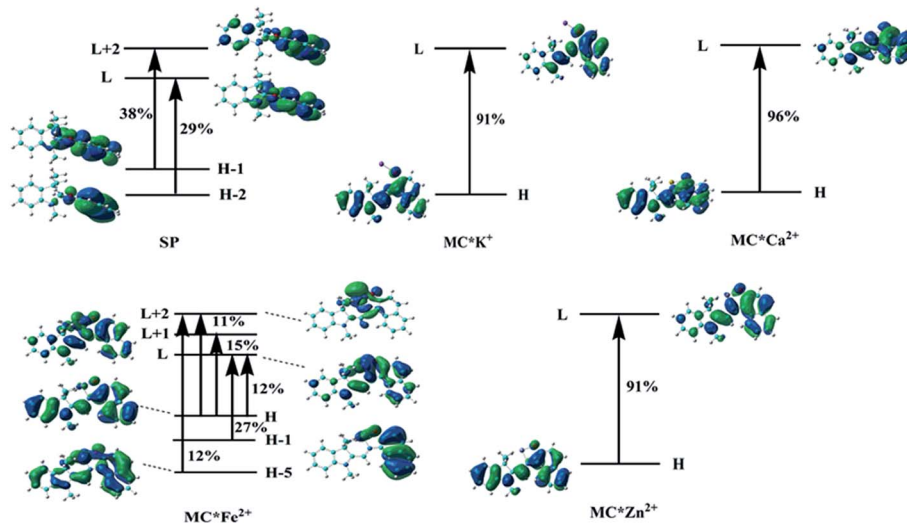 L+2
L
38%
29%
H-1
H-2
SP
L
91%
H
MC*K⁺
L
96%
H
MC*Ca²⁺
L+2
11%
L+1
15%
L
12%
H
27%
H-1
12%
H-5
MC*Fe²⁺
L
91%
H
MC*Zn²⁺